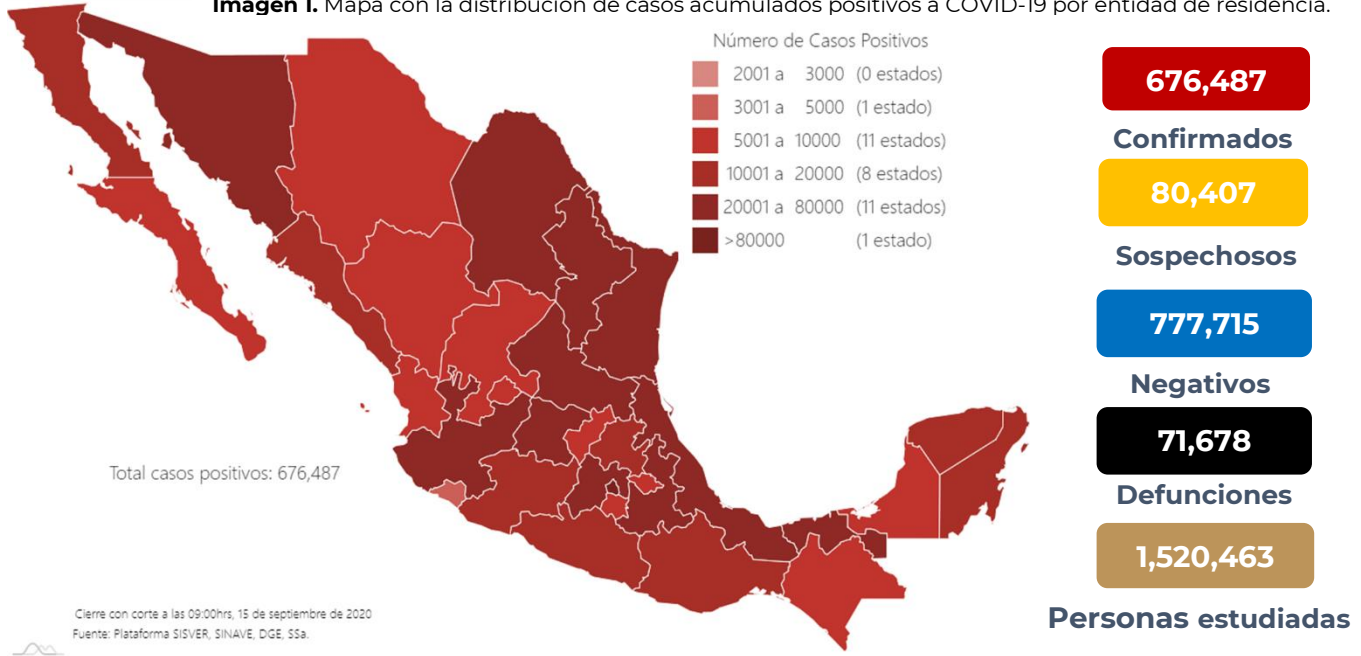 Imagen 1. Mapa con la distribución de casos acumulados positivos a COVID-19 por entidad de residencia.
Número de Casos Positivos
2001 a 3000 (0 estados)
3001 a 5000 (1 estado)
5001 a 10000 (11 estados)
10001 a 20000 (8 estados)
20001 a 80000 (11 estados)
>80000 (1 estado)
676,487
Confirmados
80,407
Sospechosos
777,715
Negativos
71,678
Defunciones
1,520,463
Personas estudiadas
Total casos positivos: 676,487
Cierre con corte a las 09:00hrs, 15 de septiembre de 2020
Fuente: Plataforma SISVER, SINAVE, DGE, SSa.